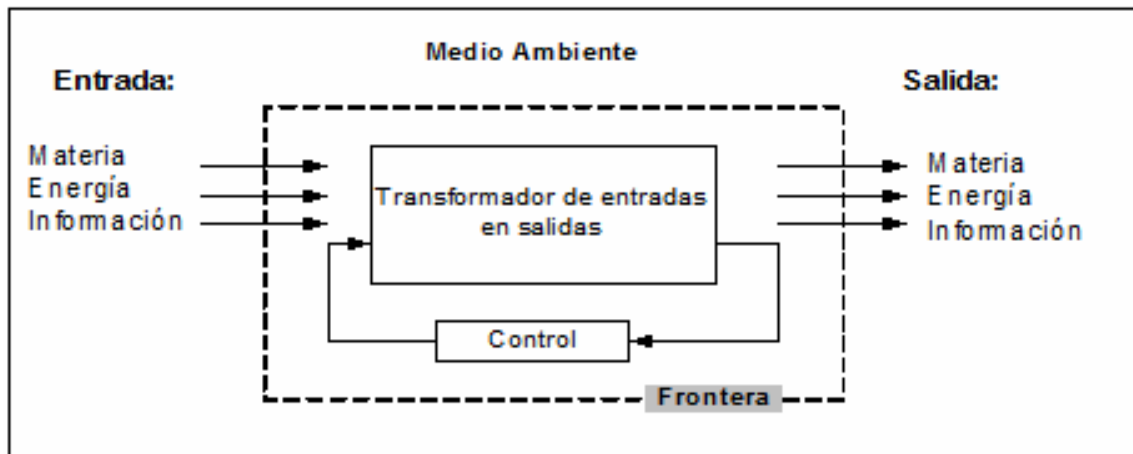 Medio Ambiente
Entrada:
Salida:
Materia
Energía
Información
Transformador de entradas
en salidas
Materia
Energía
Información
Control
Frontera